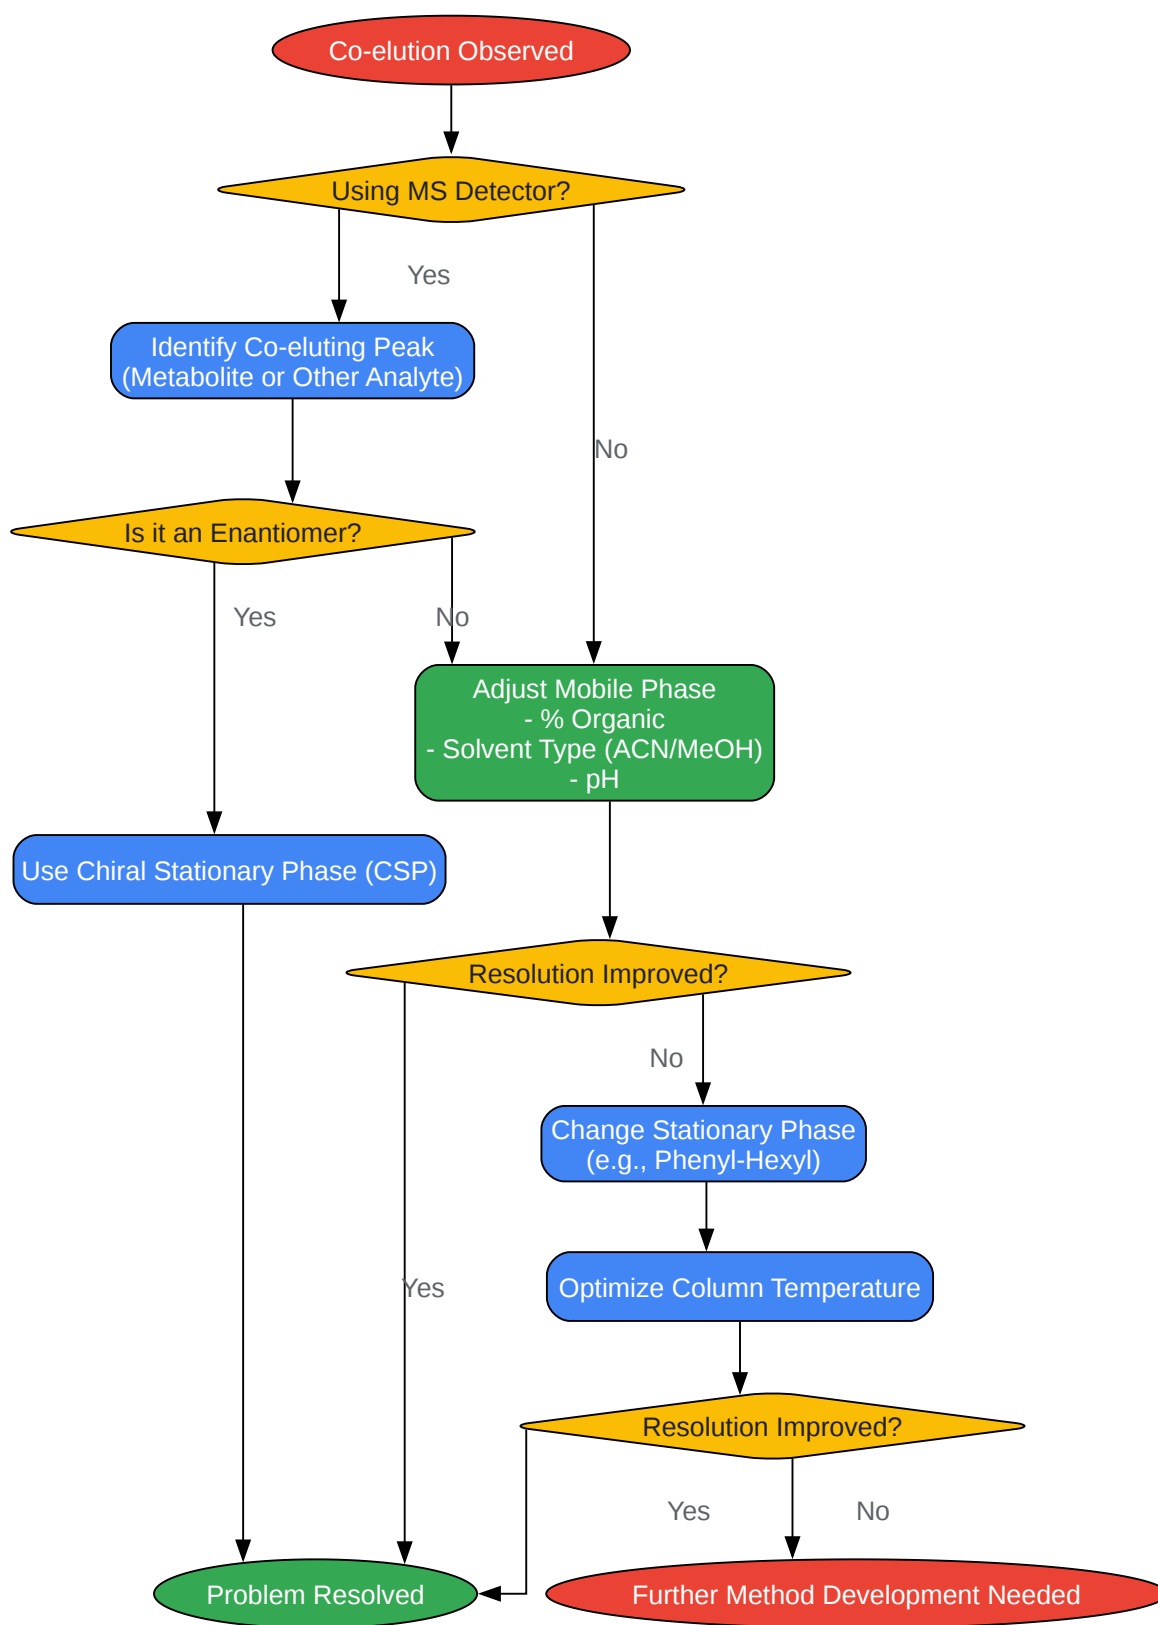 Co-elution Observed
Using MS Detector?
Yes
Identify Co-eluting Peak
(Metabolite or Other Analyte)
No
Is it an Enantiomer?
Yes
No
Adjust Mobile Phase
- % Organic
- Solvent Type (ACN/MeOH)
- pH
Use Chiral Stationary Phase (CSP)
Resolution Improved?
No
Change Stationary Phase
(e.g., Phenyl-Hexyl)
Yes
Optimize Column Temperature
Resolution Improved?
Yes
No
Problem Resolved
Further Method Development Needed